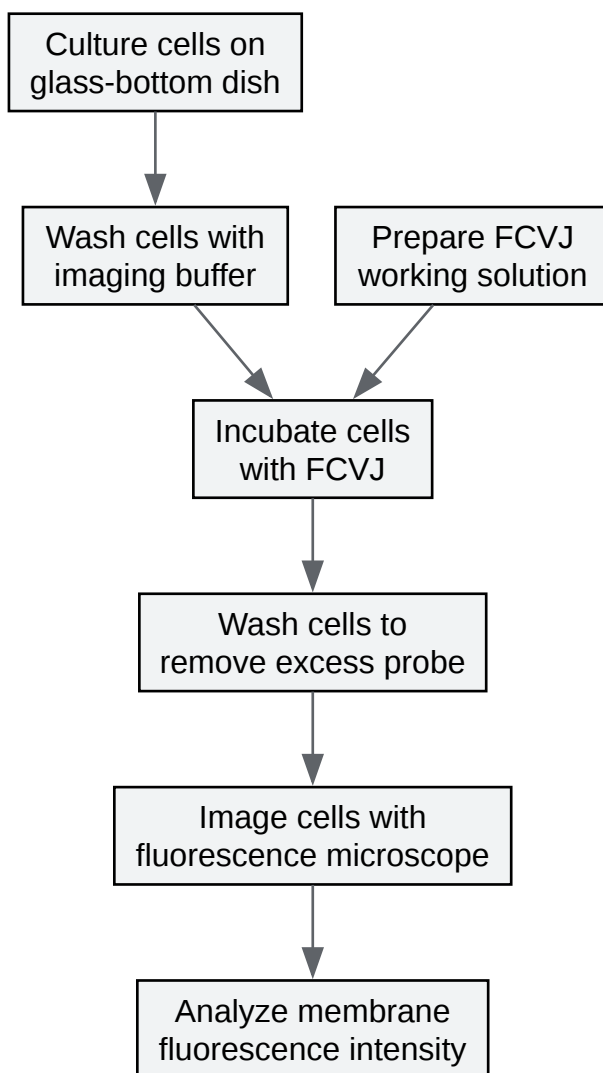 Culture cells on
glass-bottom dish
Wash cells with
imaging buffer
Prepare FCVJ
working solution
Incubate cells
with FCVJ
Wash cells to
remove excess probe
Image cells with
fluorescence microscope
Analyze membrane
fluorescence intensity